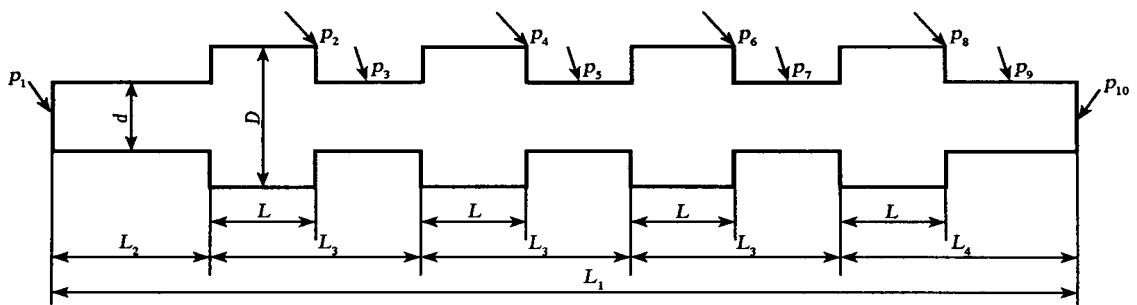 p₂ p₄ p₆ p₈
p₃ p₅ p₇ p₉
p₁ p₁₀
d D
L L L L
L₂ L₃ L₃ L₃ L₄
L₁